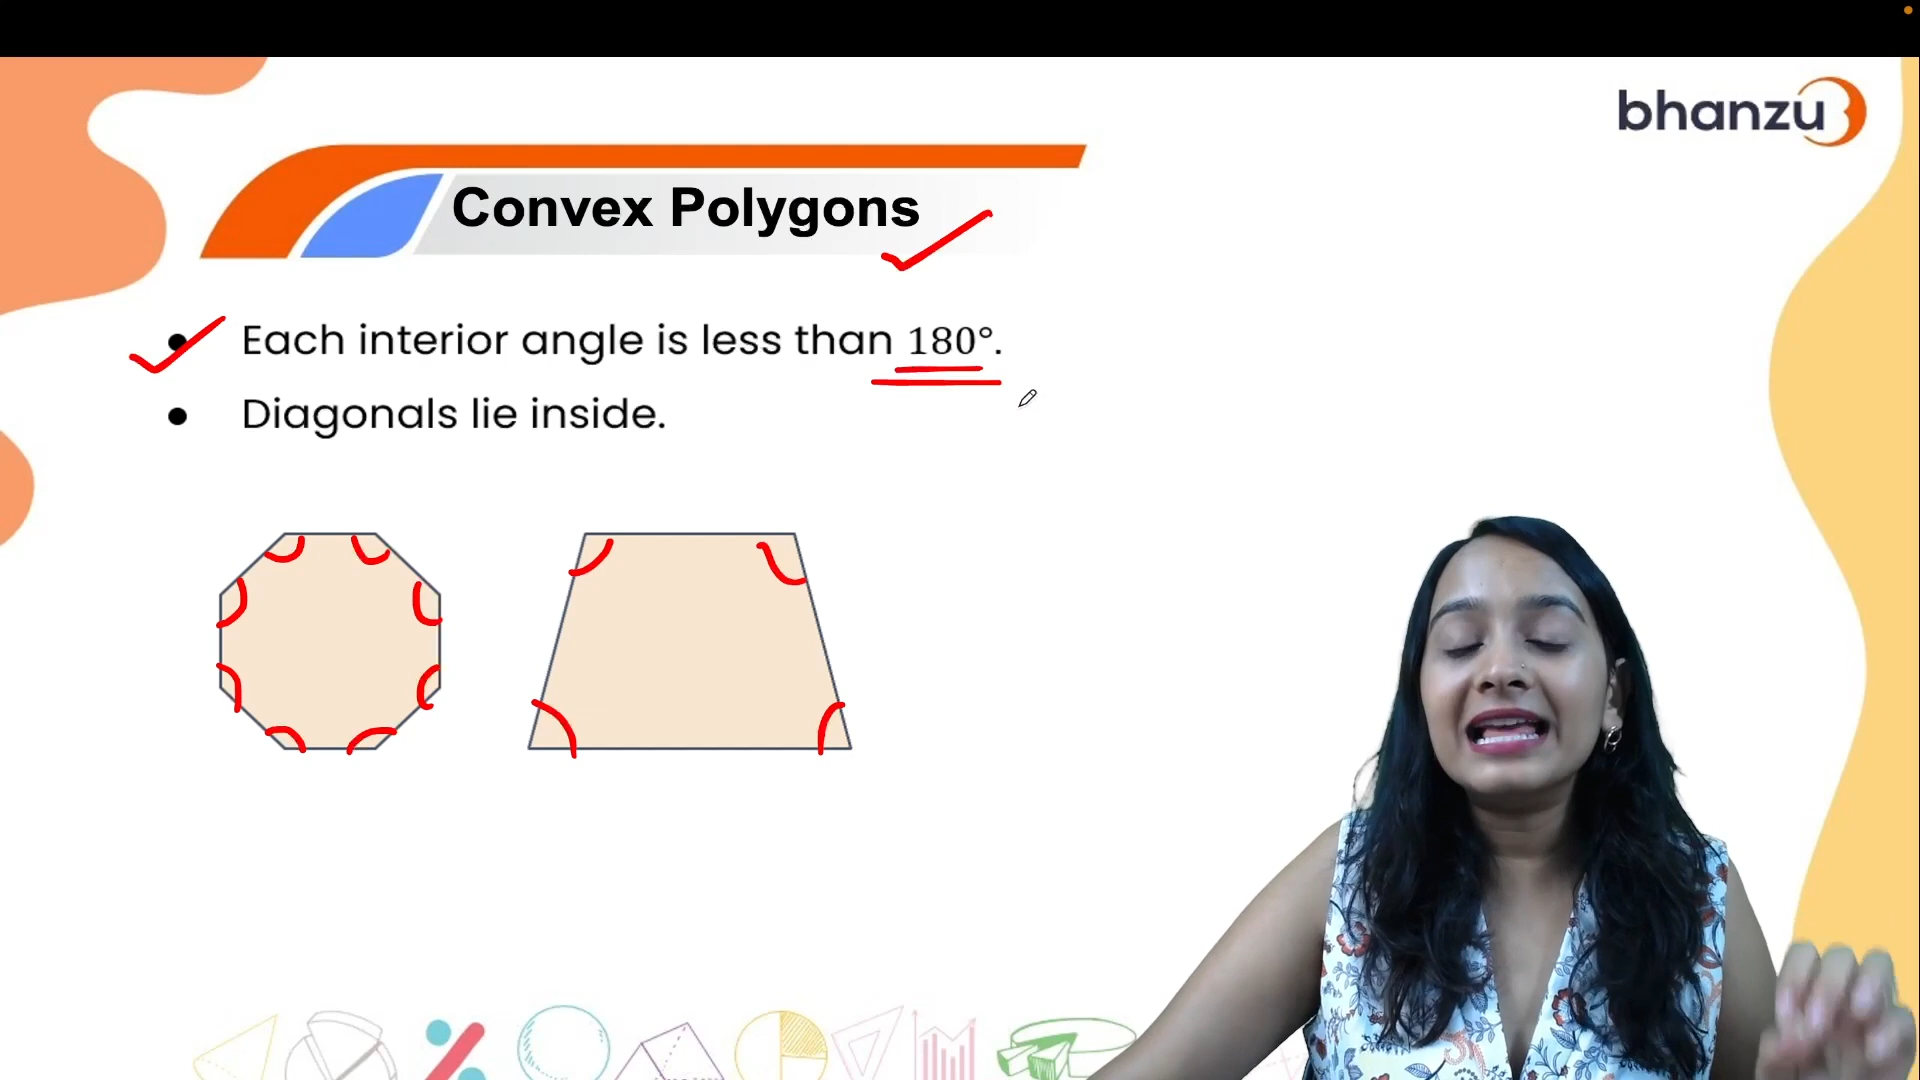 bhanzu
Convex Polygons
● Each interior angle is less than 180°.
● Diagonals lie inside.